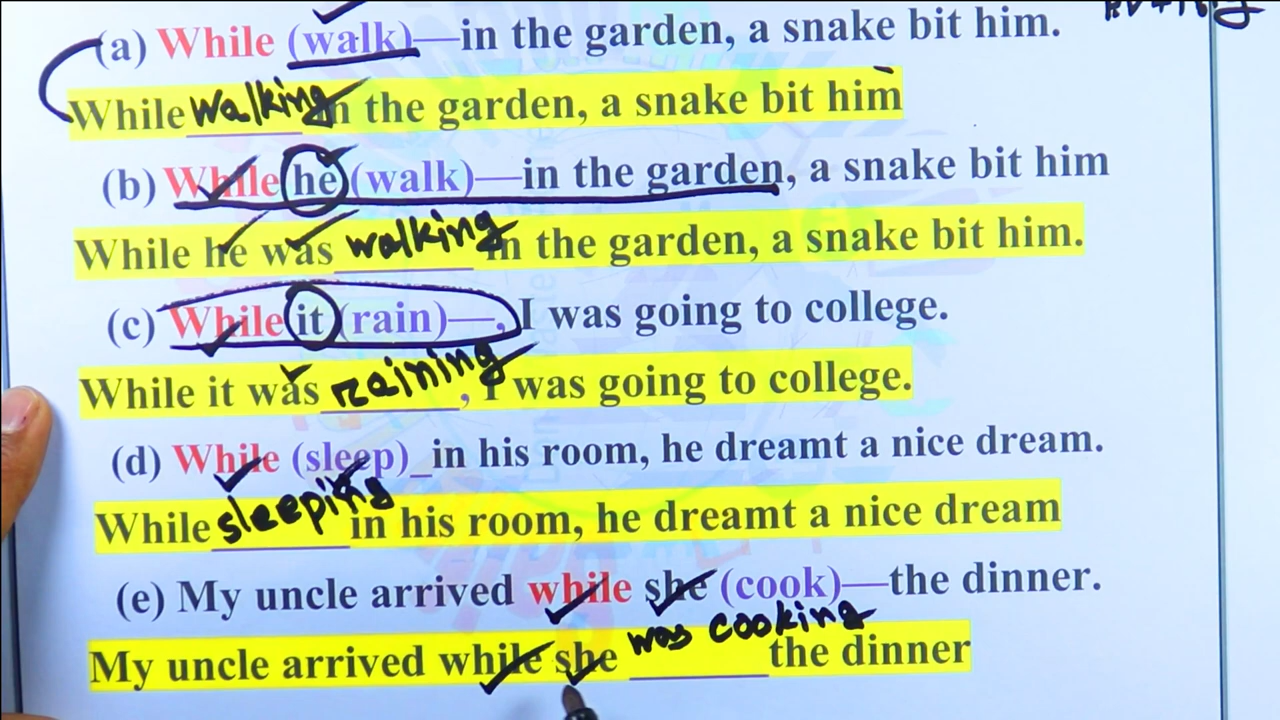 (a) While (walk)—in the garden, a snake bit him.
While walking in the garden, a snake bit him
(b) While he (walk)—in the garden, a snake bit him
While he was walking in the garden, a snake bit him.
(c) While it (rain)—, I was going to college.
While it was raining, I was going to college.
(d) While (sleep)_in his room, he dreamt a nice dream.
While sleeping in his room, he dreamt a nice dream
(e) My uncle arrived while she (cook)—the dinner.
My uncle arrived while she was cooking the dinner